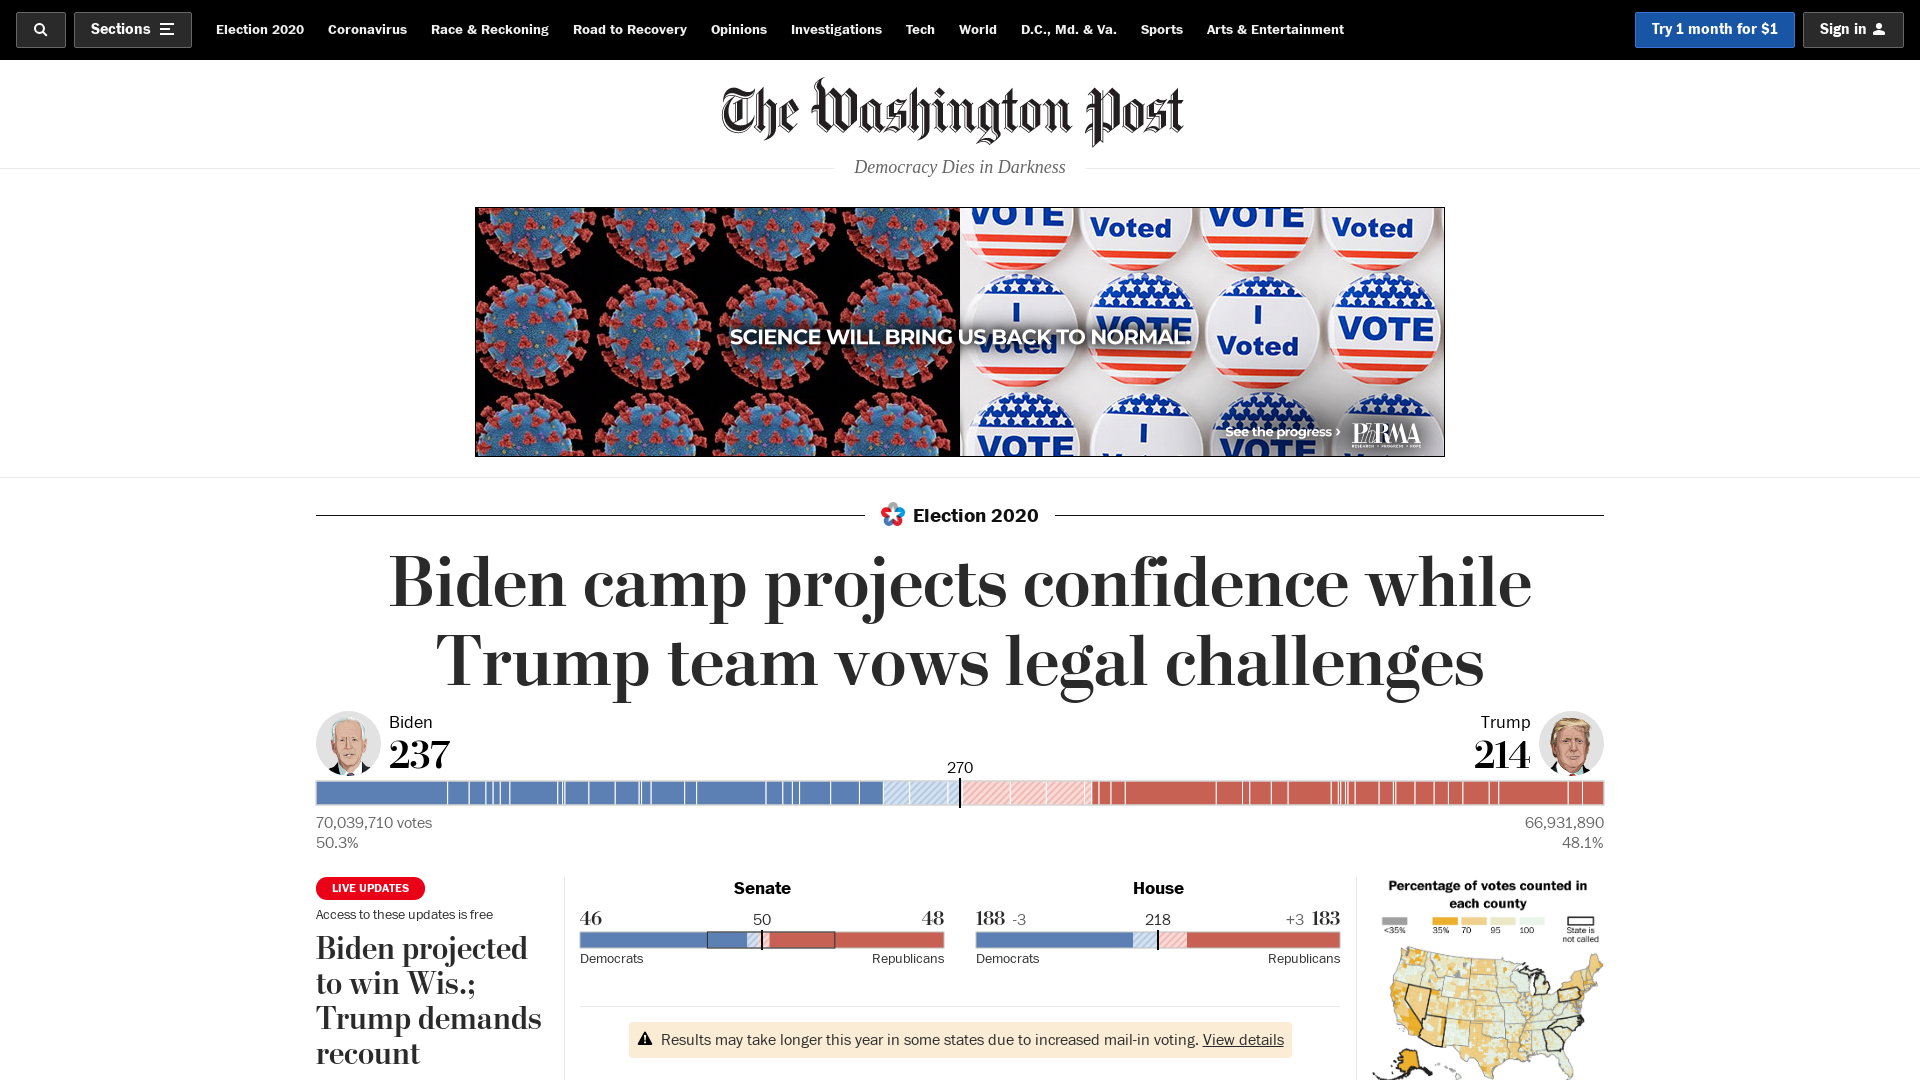 Sections
Election 2020
Coronavirus
Race & Reckoning
Road to Recovery
Opinions
Investigations
Tech
World
D.C., Md. & Va.
Sports
Arts & Entertainment
Try 1 month for $1
Sign in
The Washington Post
Democracy Dies in Darkness
VOTE
Voted
VOTE
Voted
I
Voted
VOTE
I
Voted
VOTE
SCIENCE WILL BRING US BACK TO NORMAL.
VOTE
I
VOTE
See the progress ›
PhRMA
RESEARCH • PROGRESS • HOPE
Election 2020
Biden camp projects confidence while
Trump team vows legal challenges
Biden
237
Trump
214
270
70,039,710 votes
50.3%
66,931,890
48.1%
LIVE UPDATES
Access to these updates is free
Biden projected
to win Wis.;
Trump demands
recount
Senate
46
50
48
Democrats
Republicans
House
188 -3
218
+3 183
Democrats
Republicans
Results may take longer this year in some states due to increased mail-in voting. View details
Percentage of votes counted in
each county
<35%
35%
70
95
100
State is
not called